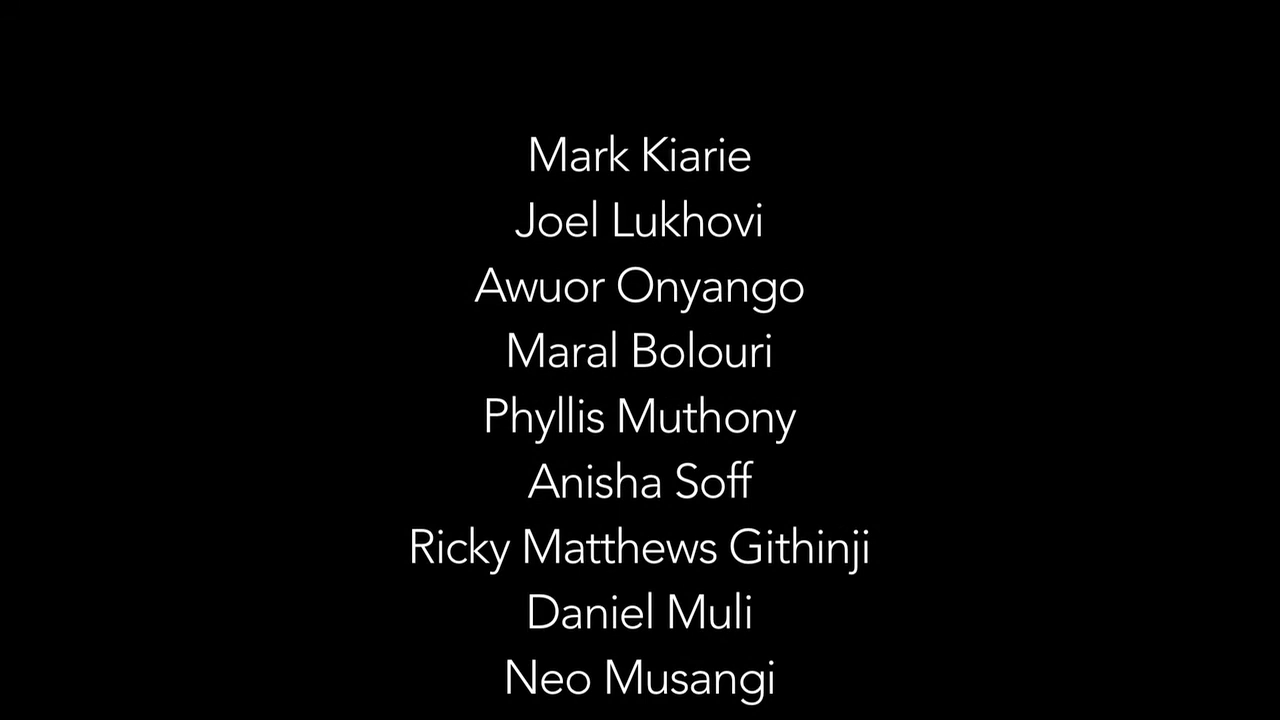 Mark Kiarie
Joel Lukhovi
Awuor Onyango
Maral Bolouri
Phyllis Muthony
Anisha Soff
Ricky Matthews Githinji
Daniel Muli
Neo Musangi